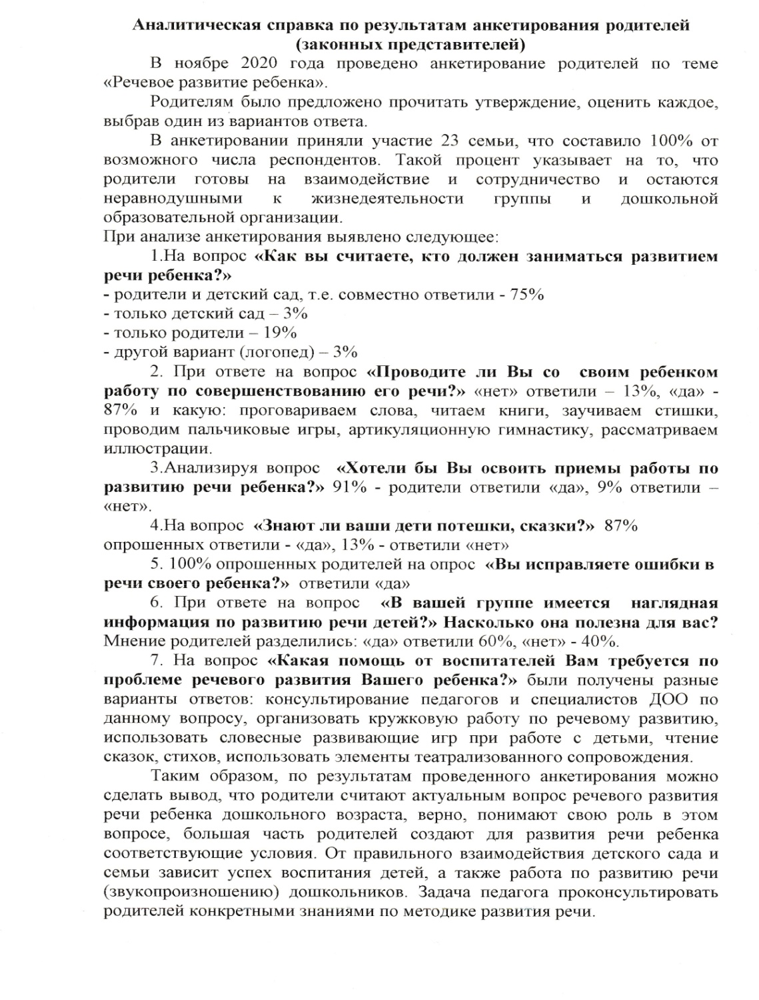 Аналитическая справка по результатам анкетирования родителей
(законных представителей)
В ноябре 2020 года проведено анкетирование родителей по теме
«Речевое развитие ребенка».
Родителям было предложено прочитать утверждение, оценить каждое,
выбрав один из вариантов ответа.
В анкетировании приняли участие 23 семьи, что составило 100% от
возможного числа респондентов. Такой процент указывает на то, что
родители готовы на взаимодействие и сотрудничество и остаются
неравнодушными к жизнедеятельности группы и дошкольной
образовательной организации.
При анализе анкетирования выявлено следующее:
1.На вопрос «Как вы считаете, кто должен заниматься развитием
речи ребенка?»
- родители и детский сад, т.е. совместно ответили - 75%
- только детский сад – 3%
- только родители – 19%
- другой вариант (логопед) – 3%
2. При ответе на вопрос «Проводите ли Вы со своим ребенком
работу по совершенствованию его речи?» «нет» ответили – 13%, «да» -
87% и какую: проговариваем слова, читаем книги, заучиваем стишки,
проводим пальчиковые игры, артикуляционную гимнастику, рассматриваем
иллюстрации.
3.Анализируя вопрос «Хотели бы Вы освоить приемы работы по
развитию речи ребенка?» 91% - родители ответили «да», 9% ответили –
«нет».
4.На вопрос «Знают ли ваши дети потешки, сказки?» 87%
опрошенных ответили - «да», 13% - ответили «нет»
5. 100% опрошенных родителей на опрос «Вы исправляете ошибки в
речи своего ребенка?» ответили «да»
6. При ответе на вопрос «В вашей группе имеется наглядная
информация по развитию речи детей?» Насколько она полезна для вас?
Мнение родителей разделились: «да» ответили 60%, «нет» - 40%.
7. На вопрос «Какая помощь от воспитателей Вам требуется по
проблеме речевого развития Вашего ребенка?» были получены разные
варианты ответов: консультирование педагогов и специалистов ДОО по
данному вопросу, организовать кружковую работу по речевому развитию,
использовать словесные развивающие игр при работе с детьми, чтение
сказок, стихов, использовать элементы театрализованного сопровождения.
Таким образом, по результатам проведенного анкетирования можно
сделать вывод, что родители считают актуальным вопрос речевого развития
речи ребенка дошкольного возраста, верно, понимают свою роль в этом
вопросе, большая часть родителей создают для развития речи ребенка
соответствующие условия. От правильного взаимодействия детского сада и
семьи зависит успех воспитания детей, а также работа по развитию речи
(звукопроизношению) дошкольников. Задача педагога проконсультировать
родителей конкретными знаниями по методике развития речи.